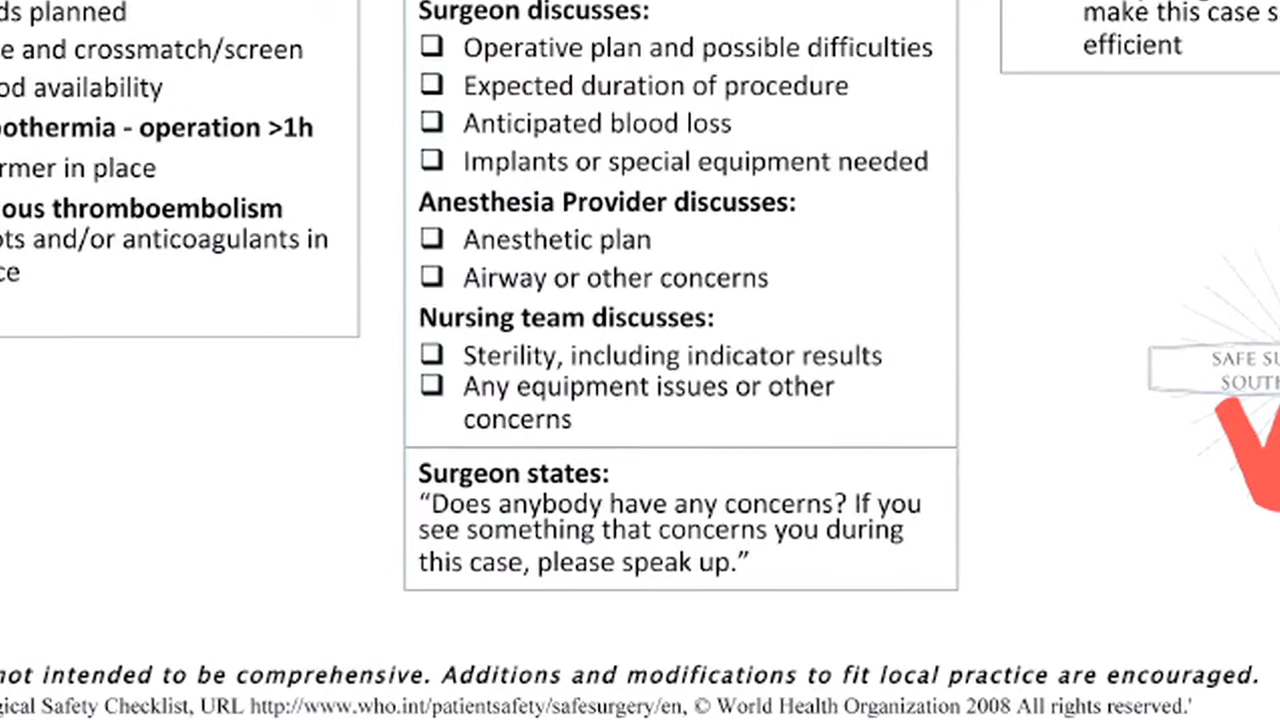 ds planned
e and crossmatch/screen
od availability
othermia - operation >1h
rmer in place
ous thromboembolism
ots and/or anticoagulants in
ce
Surgeon discusses:
Operative plan and possible difficulties
Expected duration of procedure
Anticipated blood loss
Implants or special equipment needed
Anesthesia Provider discusses:
Anesthetic plan
Airway or other concerns
Nursing team discusses:
Sterility, including indicator results
Any equipment issues or other
concerns
Surgeon states:
“Does anybody have any concerns? If you
see something that concerns you during
this case, please speak up.”
make this case s
efficient
SAFE SU
SOUTH
not intended to be comprehensive. Additions and modifications to fit local practice are encouraged.
gical Safety Checklist, URL http://www.who.int/patientsafety/safesurgery/en, © World Health Organization 2008 All rights reserved.'